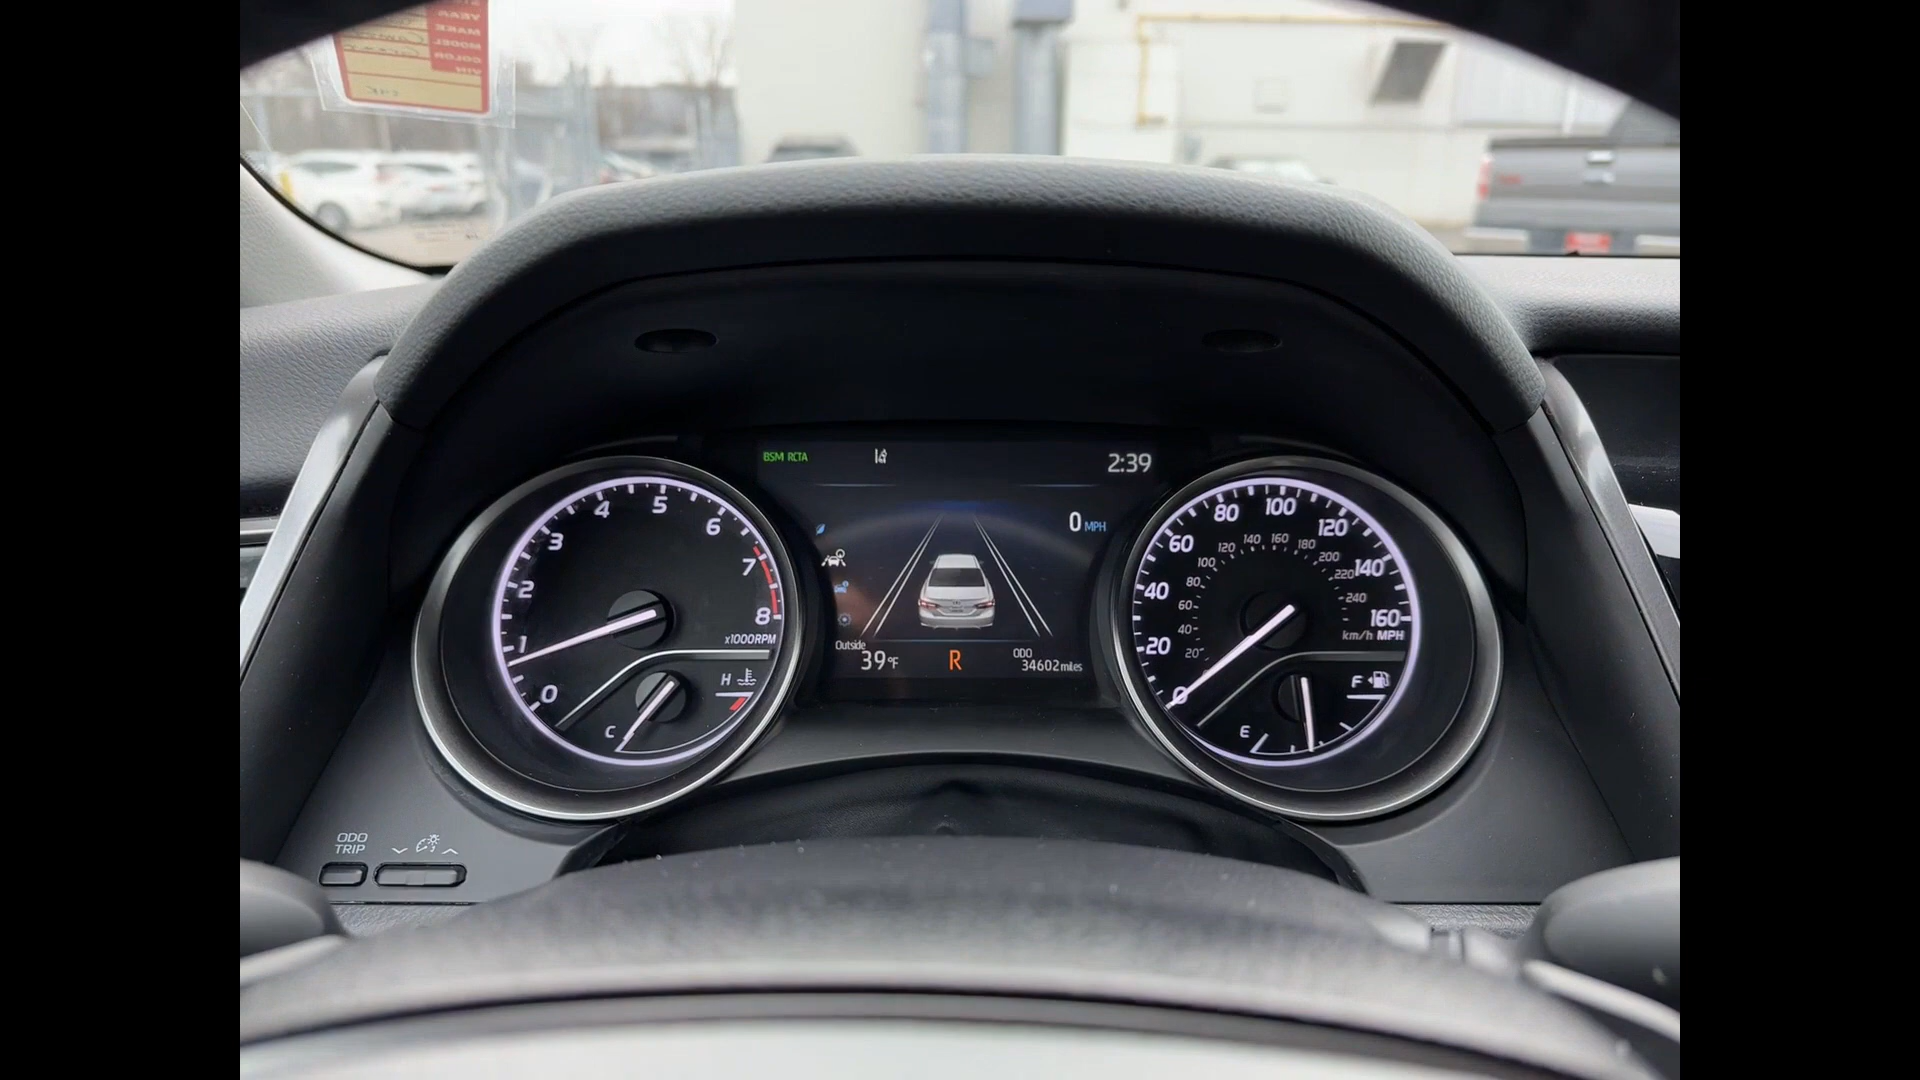 YEAR
MAKE
MODEL
COLOR
VIN
BSM RCTA
2:39
0 MPH
Outside
39°F
R
ODO
34602 miles
0 1 2 3 4 5 6 7 8
x1000RPM
H
C
0 20 40 60 80 100 120 140 160
20 40 60 80 100 120 140 160 180 200 220 240
km/h MPH
F
E
ODO
TRIP